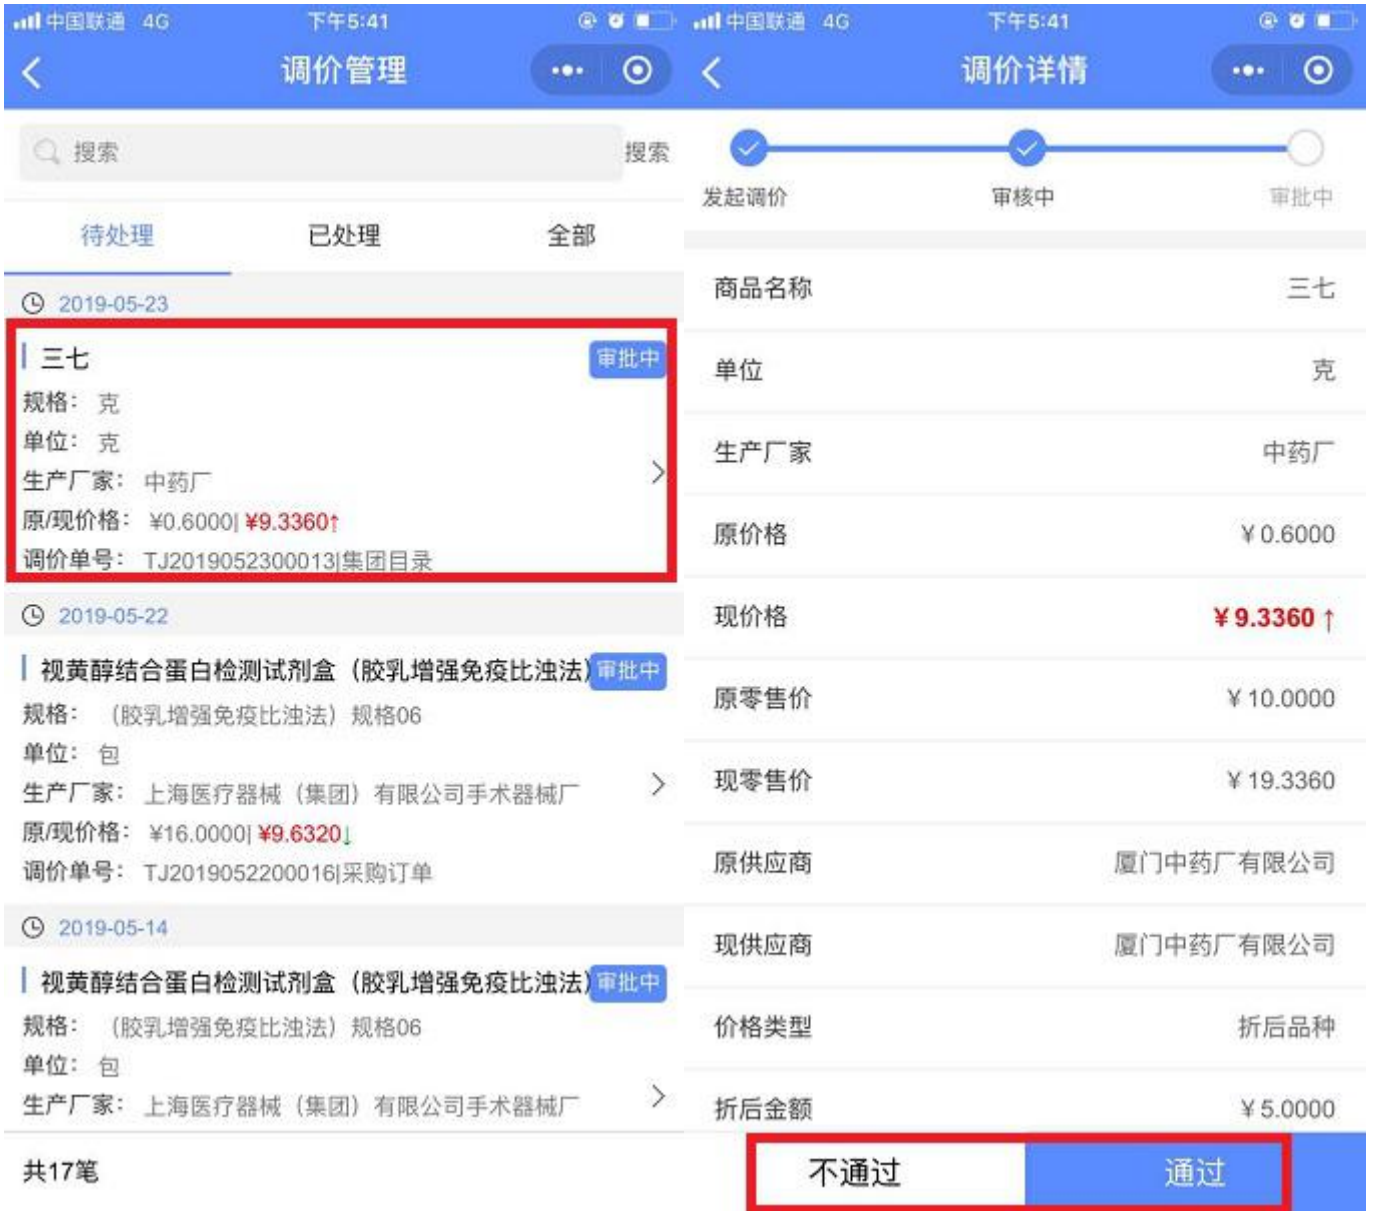 中国联通 4G 下午5:41
调价管理
搜索 搜索
待处理 已处理 全部
2019-05-23
三七 审批中
规格： 克
单位： 克
生产厂家： 中药厂
原/现价格： ¥0.6000| ¥9.3360↑
调价单号： TJ2019052300013|集团目录
2019-05-22
视黄醇结合蛋白检测试剂盒（胶乳增强免疫比浊法） 审批中
规格： （胶乳增强免疫比浊法）规格06
单位： 包
生产厂家： 上海医疗器械（集团）有限公司手术器械厂
原/现价格： ¥16.0000| ¥9.6320↓
调价单号： TJ2019052200016|采购订单
2019-05-14
视黄醇结合蛋白检测试剂盒（胶乳增强免疫比浊法） 审批中
规格： （胶乳增强免疫比浊法）规格06
单位： 包
生产厂家： 上海医疗器械（集团）有限公司手术器械厂
共17笔
中国联通 4G 下午5:41
调价详情
发起调价 审核中 审批中
商品名称 三七
单位 克
生产厂家 中药厂
原价格 ¥0.6000
现价格 ¥9.3360↑
原零售价 ¥10.0000
现零售价 ¥19.3360
原供应商 厦门中药厂有限公司
现供应商 厦门中药厂有限公司
价格类型 折后品种
折后金额 ¥5.0000
不通过 通过